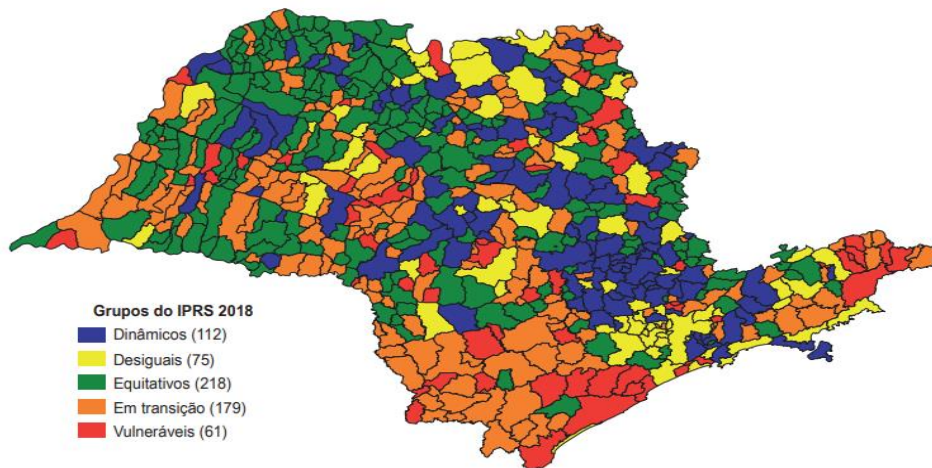 Grupos do IPRS 2018
Dinâmicos (112)
Desiguais (75)
Equitativos (218)
Em transição (179)
Vulneráveis (61)